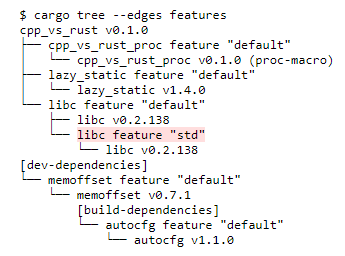 $ cargo tree --edges features
cpp_vs_rust v0.1.0
├── cpp_vs_rust_proc feature "default"
│   └── cpp_vs_rust_proc v0.1.0 (proc-macro)
├── lazy_static feature "default"
│   └── lazy_static v1.4.0
└── libc feature "default"
    ├── libc v0.2.138
    └── libc feature "std"
        └── libc v0.2.138
[dev-dependencies]
└── memoffset feature "default"
    └── memoffset v0.7.1
        [build-dependencies]
        └── autocfg feature "default"
            └── autocfg v1.1.0